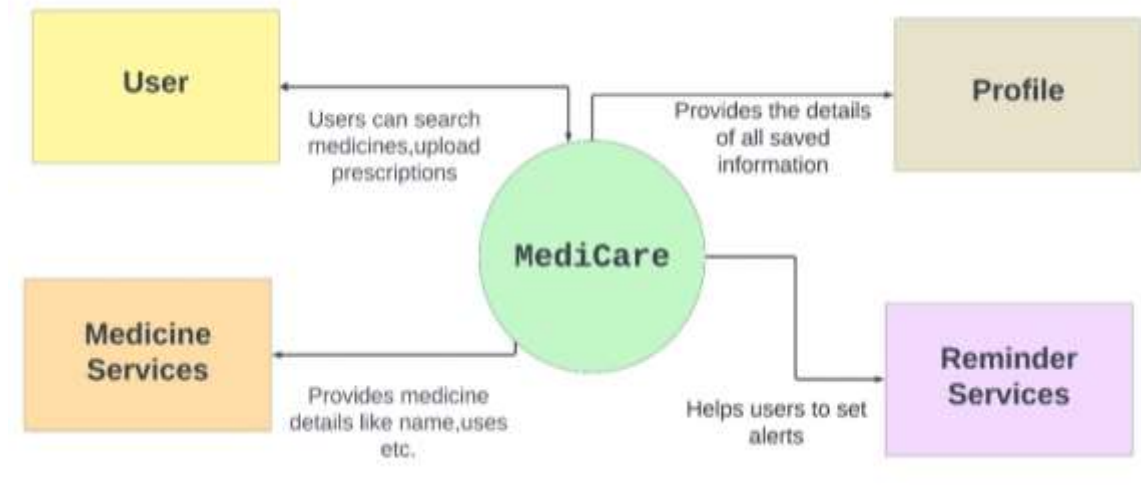 User
Users can search
medicines,upload
prescriptions
Provides the details
of all saved
information
Profile
MediCare
Medicine
Services
Provides medicine
details like name,uses
etc.
Helps users to set
alerts
Reminder
Services